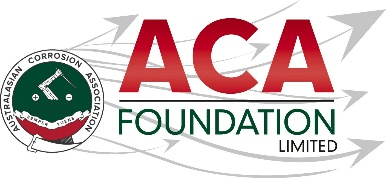 AUSTRALASIAN CORROSION ASSOCIATION
ACA
FOUNDATION
LIMITED